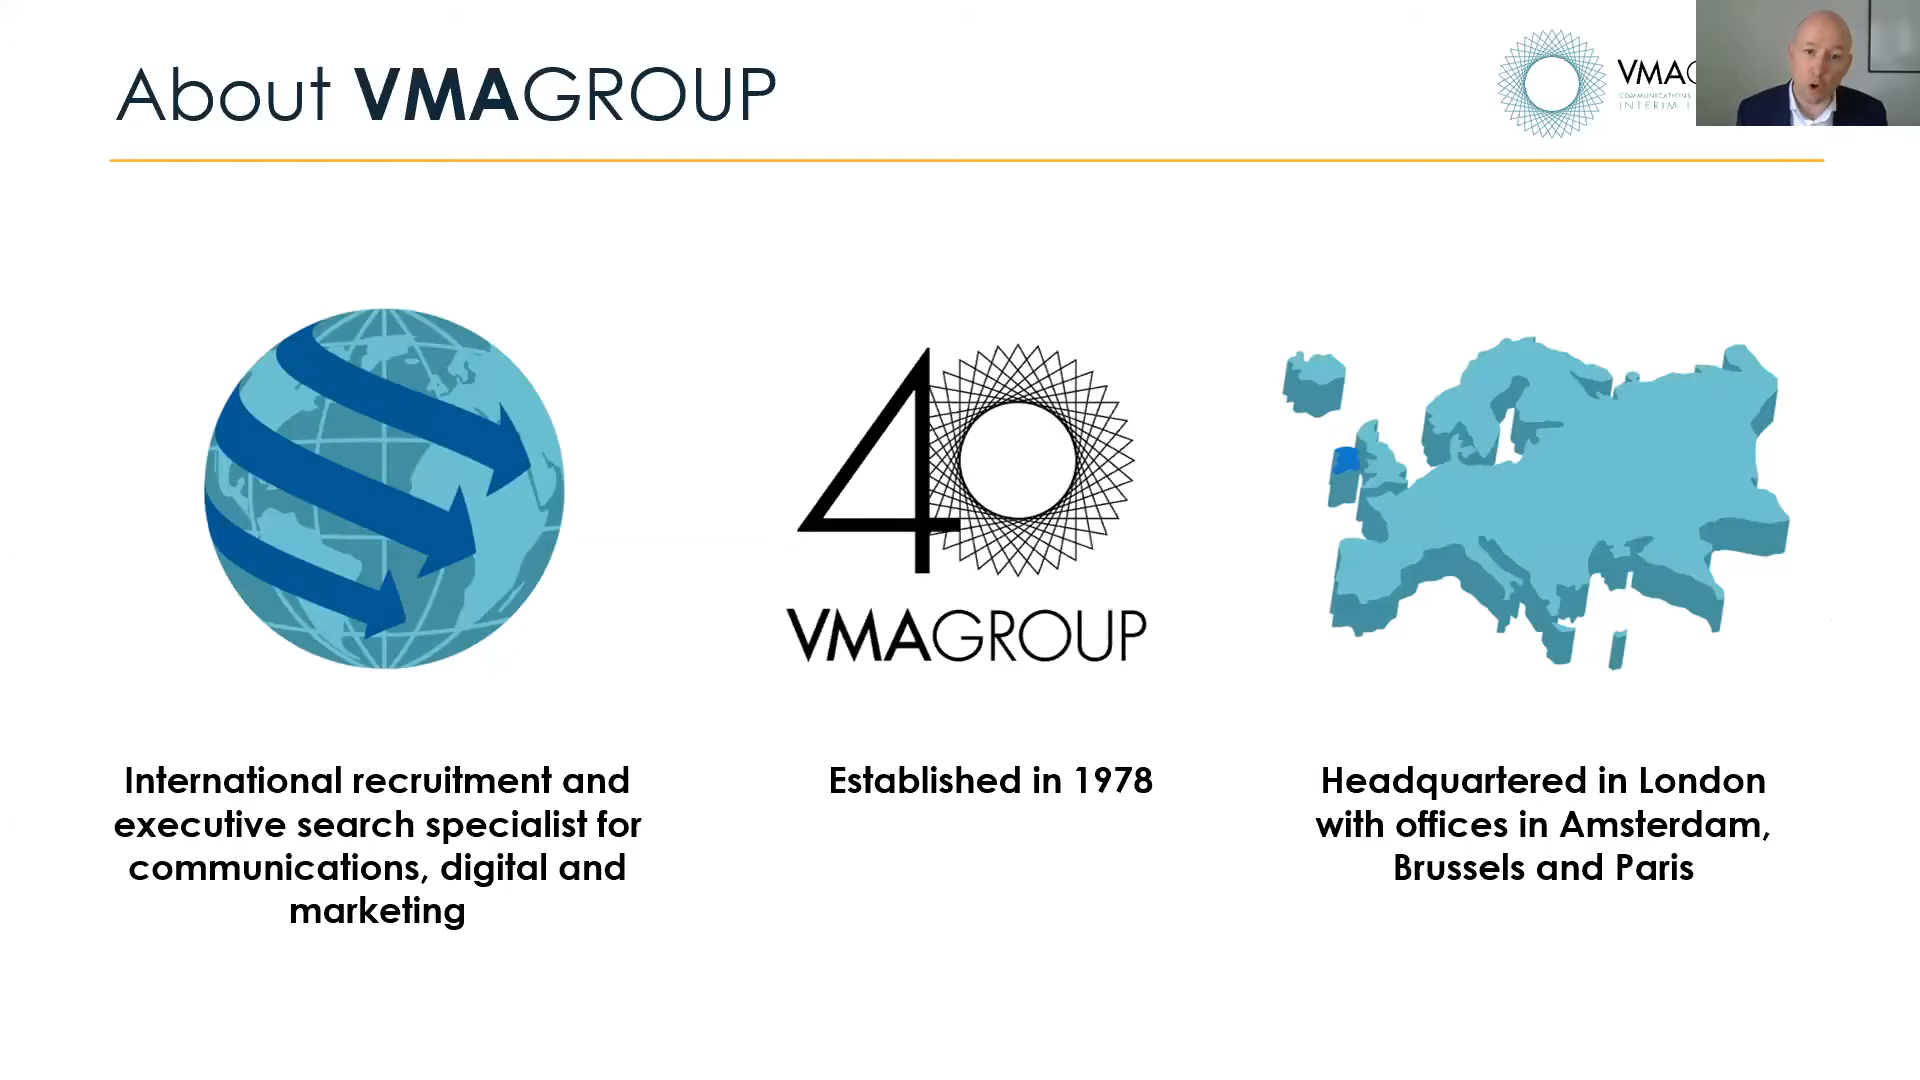 About VMAGROUP
VMAG
COMMUNICATIONS
INTERIM
40
VMAGROUP
International recruitment and
executive search specialist for
communications, digital and
marketing
Established in 1978
Headquartered in London
with offices in Amsterdam,
Brussels and Paris